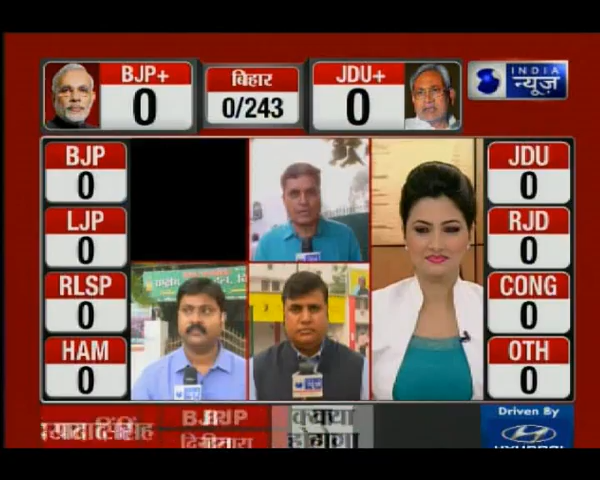 BJP+
0
बिहार
0/243
JDU+
0
INDIA
न्यूज़
BJP
0
LJP
0
RLSP
0
HAM
0
JDU
0
RJD
0
CONG
0
OTH
0
Driven By
HYUNDAI